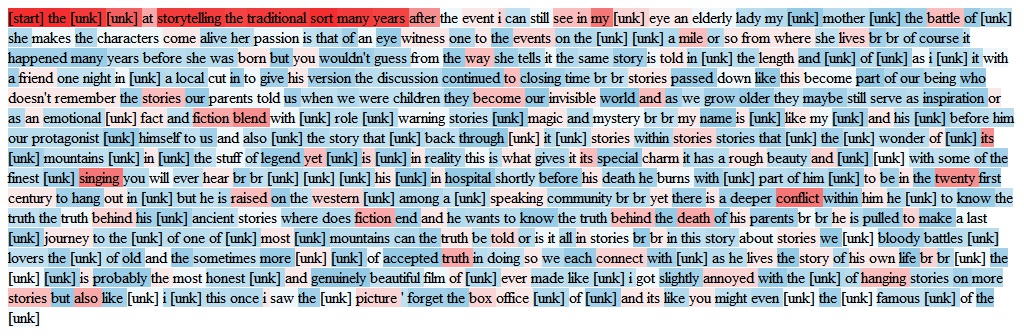 [start] the [unk] [unk] at storytelling the traditional sort many years after the event i can still see in my [unk] eye an elderly lady my [unk] mother [unk] the battle of [unk]
she makes the characters come alive her passion is that of an eye witness one to the events on the [unk] [unk] a mile or so from where she lives br br of course it
happened many years before she was born but you wouldn't guess from the way she tells it the same story is told in [unk] the length and [unk] of [unk] as i [unk] it with
a friend one night in [unk] a local cut in to give his version the discussion continued to closing time br br stories passed down like this become part of our being who
doesn't remember the stories our parents told us when we were children they become our invisible world and as we grow older they maybe still serve as inspiration or
as an emotional [unk] fact and fiction blend with [unk] role [unk] warning stories [unk] magic and mystery br br my name is [unk] like my [unk] and his [unk] before him
our protagonist [unk] himself to us and also [unk] the story that [unk] back through [unk] it [unk] stories within stories stories that [unk] the [unk] wonder of [unk] its
[unk] mountains [unk] in [unk] the stuff of legend yet [unk] is [unk] in reality this is what gives it its special charm it has a rough beauty and [unk] [unk] with some of the
finest [unk] singing you will ever hear br br [unk] [unk] [unk] his [unk] in hospital shortly before his death he burns with [unk] part of him [unk] to be in the twenty first
century to hang out in [unk] but he is raised on the western [unk] among a [unk] speaking community br br yet there is a deeper conflict within him he [unk] to know the
truth the truth behind his [unk] ancient stories where does fiction end and he wants to know the truth behind the death of his parents br br he is pulled to make a last
[unk] journey to the [unk] of one of [unk] most [unk] mountains can the truth be told or is it all in stories br br in this story about stories we [unk] bloody battles [unk]
lovers the [unk] of old and the sometimes more [unk] [unk] of accepted truth in doing so we each connect with [unk] as he lives the story of his own life br br [unk] the
[unk] [unk] is probably the most honest [unk] and genuinely beautiful film of [unk] ever made like [unk] i got slightly annoyed with the [unk] of hanging stories on more
stories but also like [unk] i [unk] this once i saw the [unk] picture ' forget the box office [unk] of [unk] and its like you might even [unk] the [unk] famous [unk] of the
[unk]